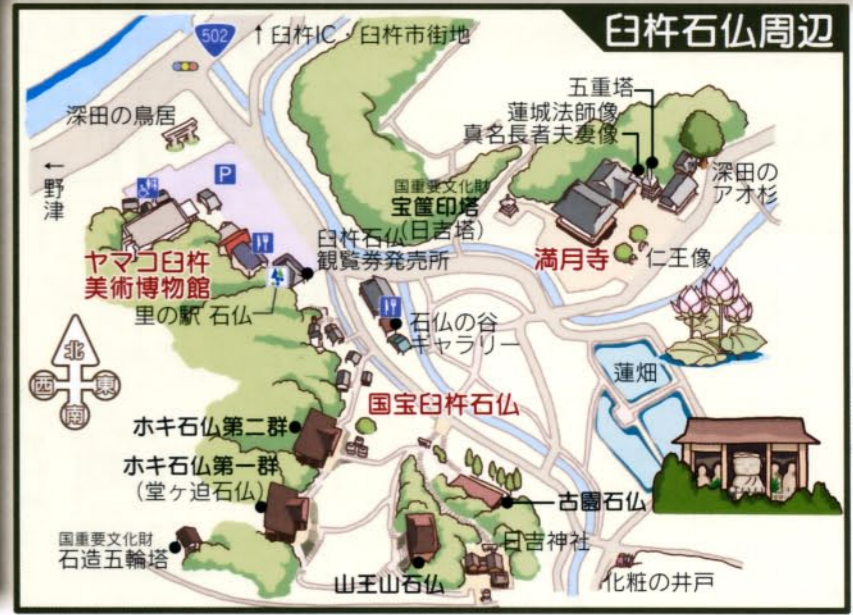 臼杵石仏周辺
502
↑臼杵IC・臼杵市街地
五重塔
蓮城法師像
真名長者夫妻像
深田の鳥居
←
野津
P
国重要文化財
宝篋印塔
(日吉塔)
深田の
アオ杉
臼杵石仏
観覧券発売所
満月寺
仁王像
ヤマコ臼杵
美術博物館
里の駅 石仏
石仏の谷
ギャラリー
蓮畑
北
西
東
南
国宝臼杵石仏
ホキ石仏第二群
ホキ石仏第一群
(堂ヶ迫石仏)
古園石仏
国重要文化財
石造五輪塔
日吉神社
山王山石仏
化粧の井戸